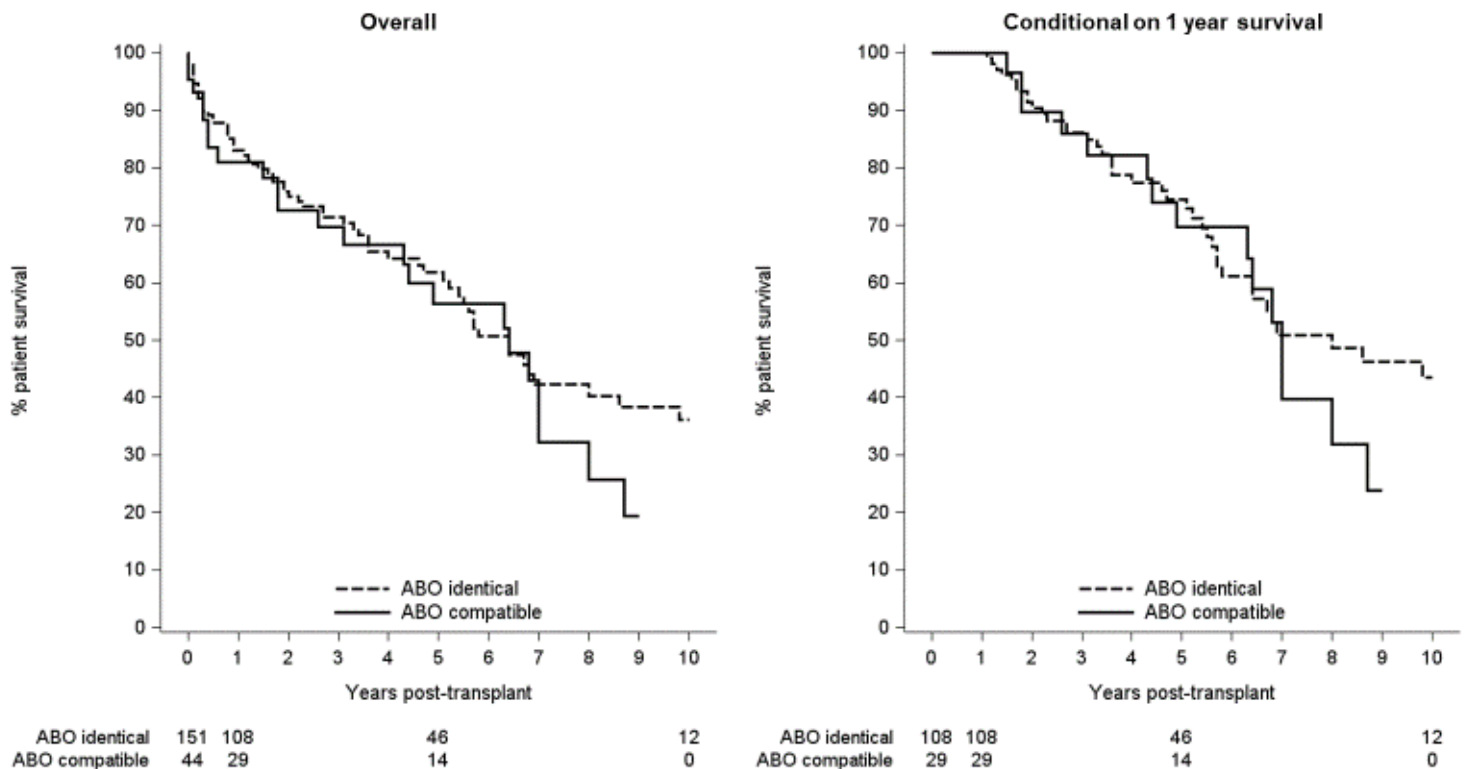 Overall
100
90
80
70
60
50
40
30
20
10
0
% patient survival
ABO identical
ABO compatible
0 1 2 3 4 5 6 7 8 9 10
Years post-transplant
ABO identical 151 108 46 12
ABO compatible 44 29 14 0
Conditional on 1 year survival
100
90
80
70
60
50
40
30
20
10
0
% patient survival
ABO identical
ABO compatible
0 1 2 3 4 5 6 7 8 9 10
Years post-transplant
ABO identical 108 108 46 12
ABO compatible 29 29 14 0